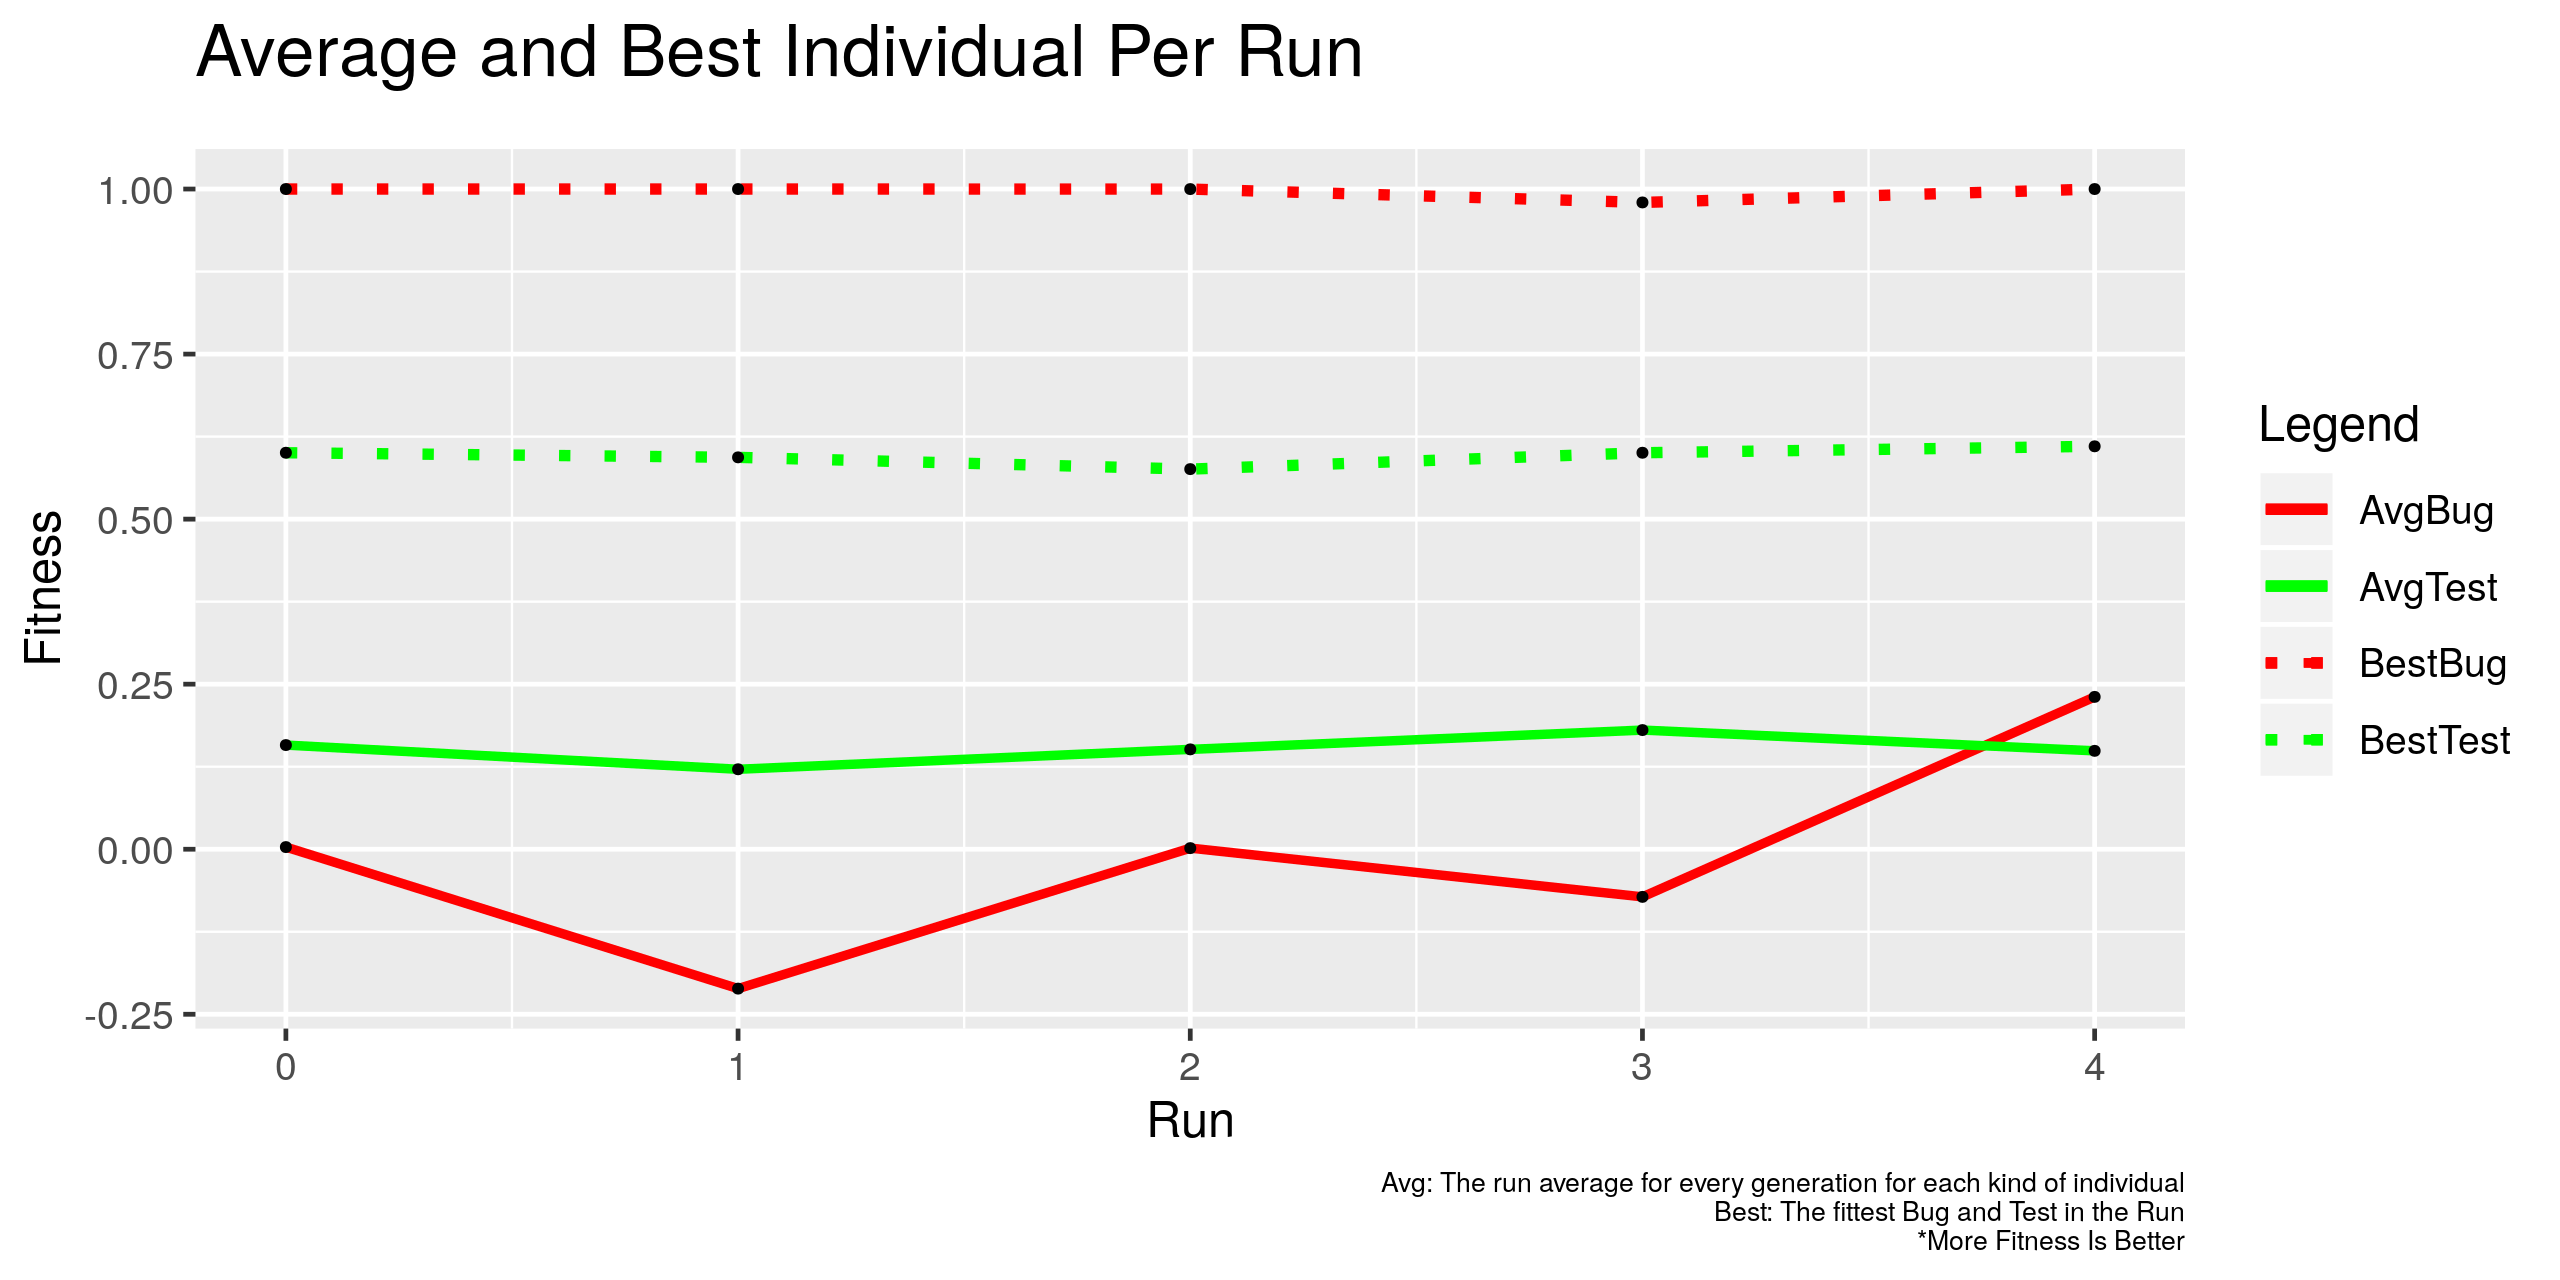 Average and Best Individual Per Run
1.00
0.75
0.50
0.25
0.00
-0.25
Fitness
0 1 2 3 4
Run
Legend
AvgBug
AvgTest
BestBug
BestTest
Avg: The run average for every generation for each kind of individual
Best: The fittest Bug and Test in the Run
*More Fitness Is Better